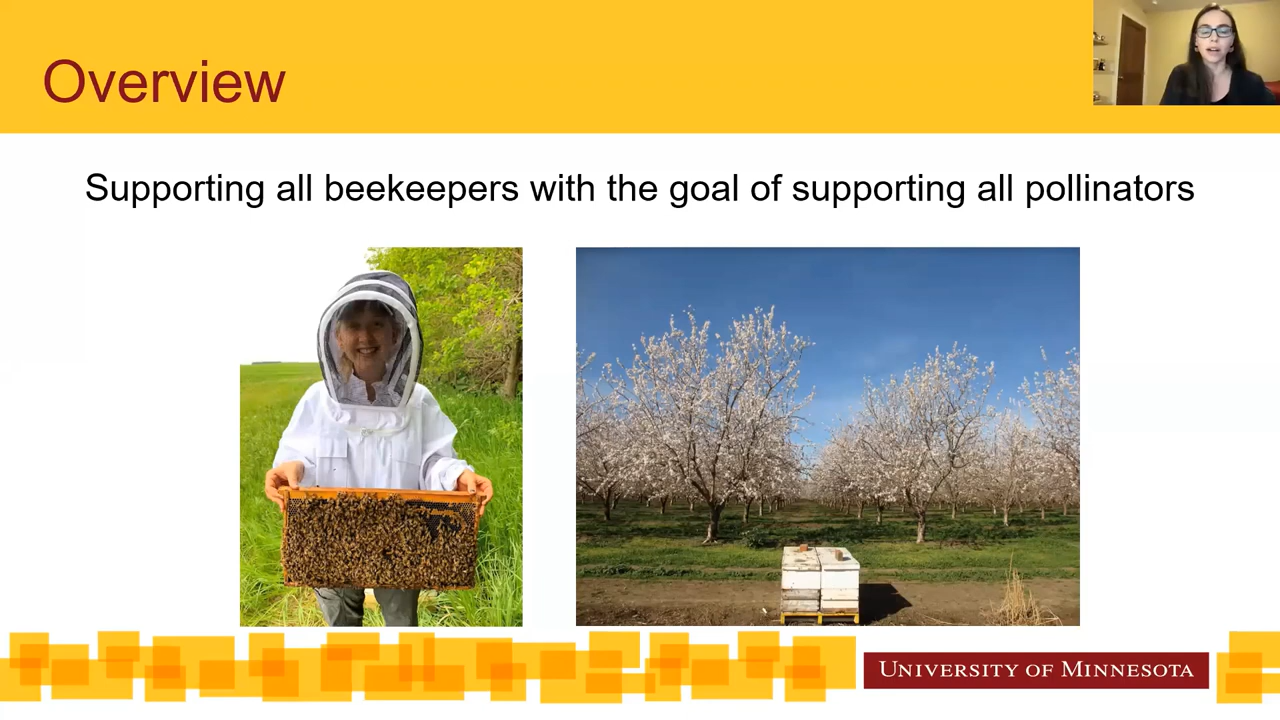 Overview
Supporting all beekeepers with the goal of supporting all pollinators
UNIVERSITY OF MINNESOTA